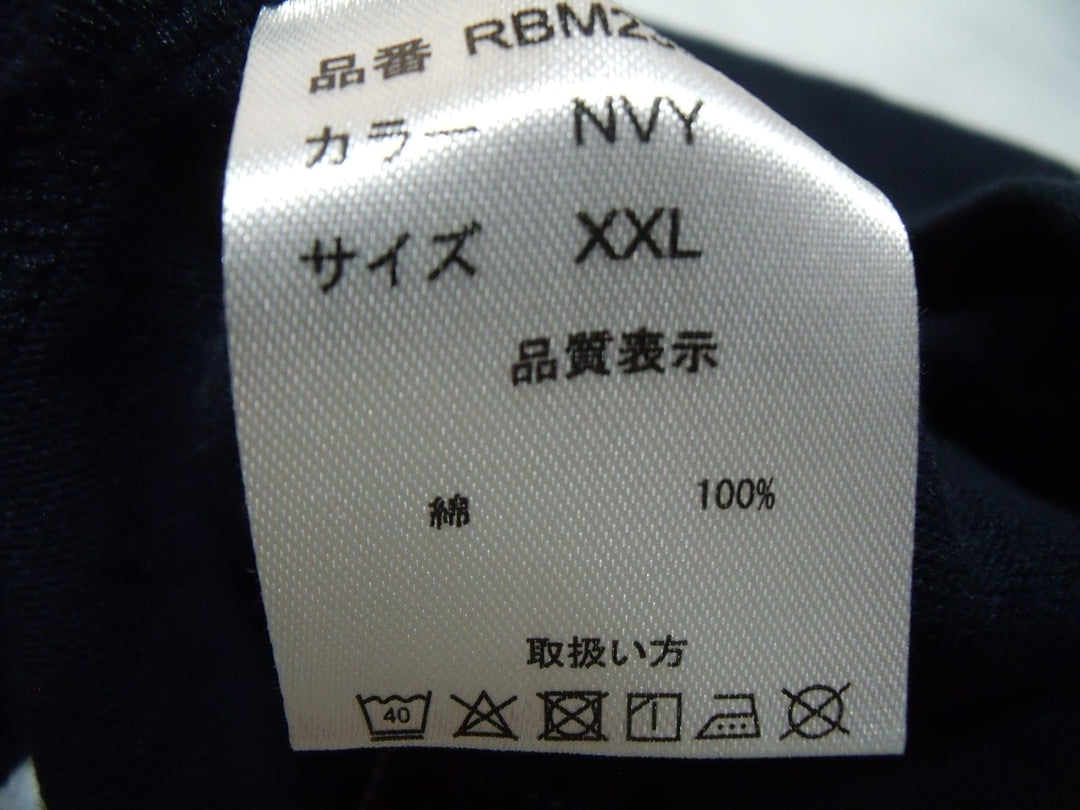 品番
カラー NVY
サイズ XXL
品質表示
綿 100%
取扱い方
40